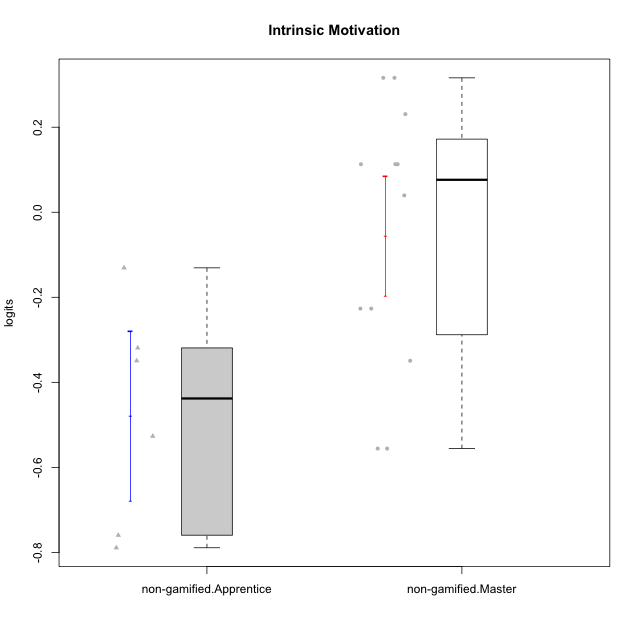 Intrinsic Motivation
logits
0.2
0.0
-0.2
-0.4
-0.6
-0.8
non-gamified.Apprentice
non-gamified.Master